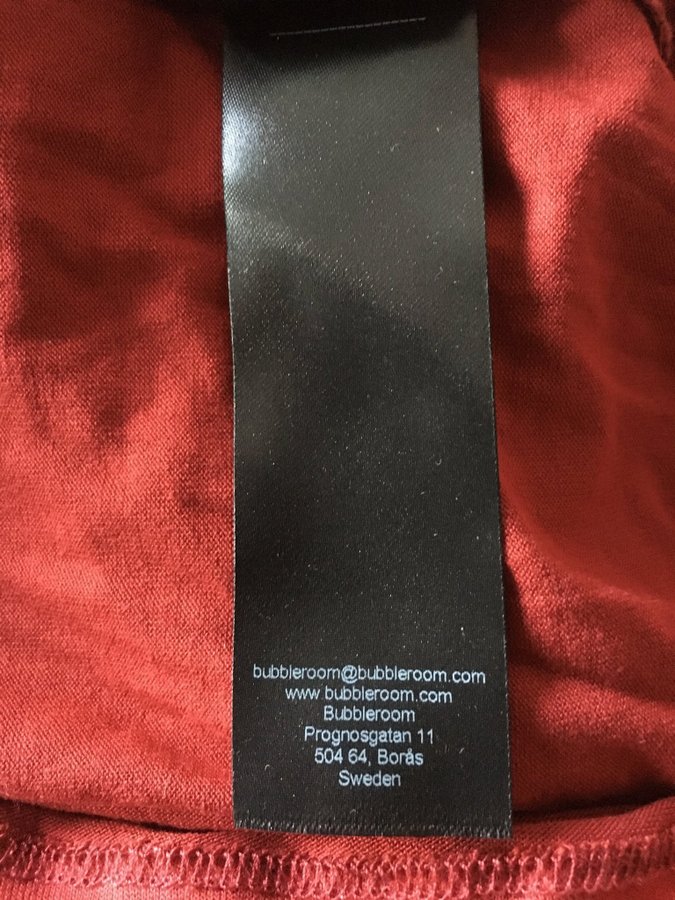 bubbleroom@bubbleroom.com
www.bubbleroom.com
Bubbleroom
Prognosgatan 11
504 64, Borås
Sweden